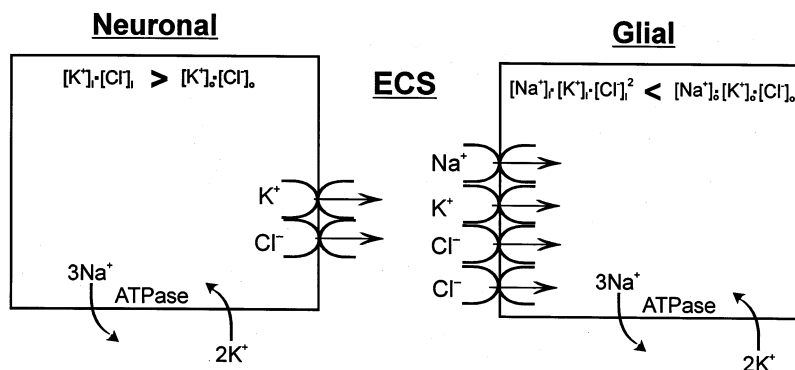 Neuronal
[K⁺]ᵢ·[Cl⁻]ᵢ > [K⁺]ₒ·[Cl⁻]ₒ
3Na⁺
ATPase
2K⁺
K⁺
Cl⁻
ECS
Glial
[Na⁺]ᵢ·[K⁺]ᵢ·[Cl⁻]ᵢ² < [Na⁺]ₒ·[K⁺]ₒ·[Cl⁻]ₒ
Na⁺
K⁺
Cl⁻
Cl⁻
3Na⁺
ATPase
2K⁺